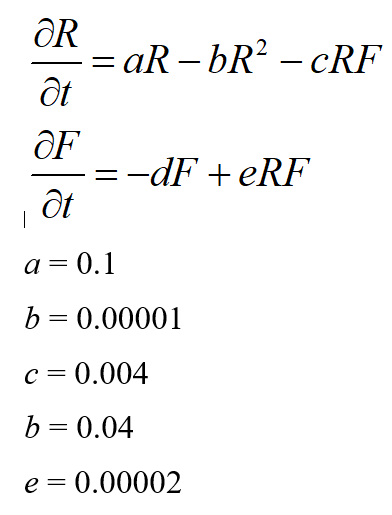 ∂R/∂t = aR − bR² − cRF
∂F/∂t = −dF + eRF
a = 0.1
b = 0.00001
c = 0.004
b = 0.04
e = 0.00002